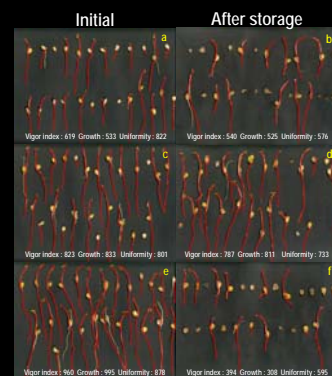 Initial
After storage
a
b
Vigor index : 619 Growth : 533 Uniformity : 822
Vigor index : 540 Growth : 525 Uniformity : 576
c
d
Vigor index : 823 Growth : 833 Uniformity : 801
Vigor index : 787 Growth : 811 Uniformity : 733
e
f
Vigor index : 960 Growth : 995 Uniformity : 878
Vigor index : 394 Growth : 308 Uniformity : 595